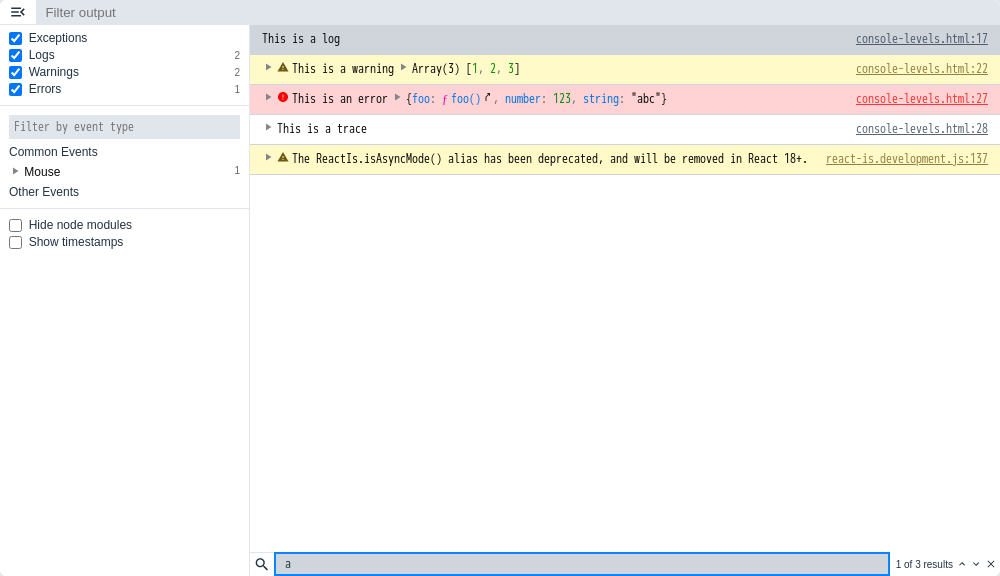 Filter output
Exceptions
Logs 2
Warnings 2
Errors 1
Filter by event type
Common Events
Mouse 1
Other Events
Hide node modules
Show timestamps
This is a log console-levels.html:17
This is a warning Array(3) [1, 2, 3] console-levels.html:22
This is an error {foo: ƒ foo(), number: 123, string: "abc"} console-levels.html:27
This is a trace console-levels.html:28
The ReactIs.isAsyncMode() alias has been deprecated, and will be removed in React 18+. react-is.development.js:137
a 1 of 3 results